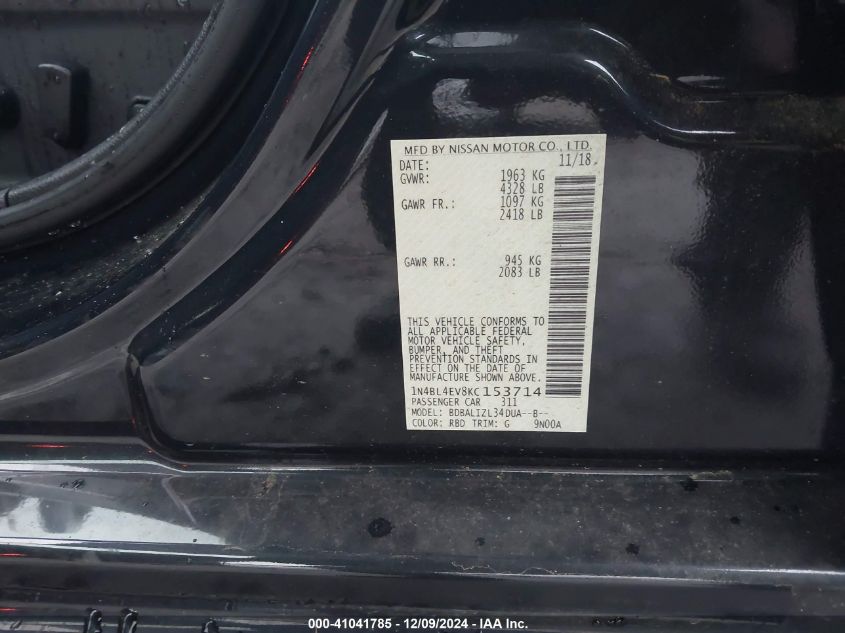 MFD BY NISSAN MOTOR CO., LTD.
DATE: 11/18
GVWR: 1963 KG
4328 LB
GAWR FR.: 1097 KG
2418 LB
GAWR RR.: 945 KG
2083 LB
THIS VEHICLE CONFORMS TO
ALL APPLICABLE FEDERAL
MOTOR VEHICLE SAFETY,
BUMPER, AND THEFT
PREVENTION STANDARDS IN
EFFECT ON THE DATE OF
MANUFACTURE SHOWN ABOVE.
1N4BL4EV8KC153714
PASSENGER CAR 311
MODEL: BDBALIZL34DUA--B--
COLOR: RBD TRIM: G 9N00A
000-41041785 - 12/09/2024 - IAA Inc.